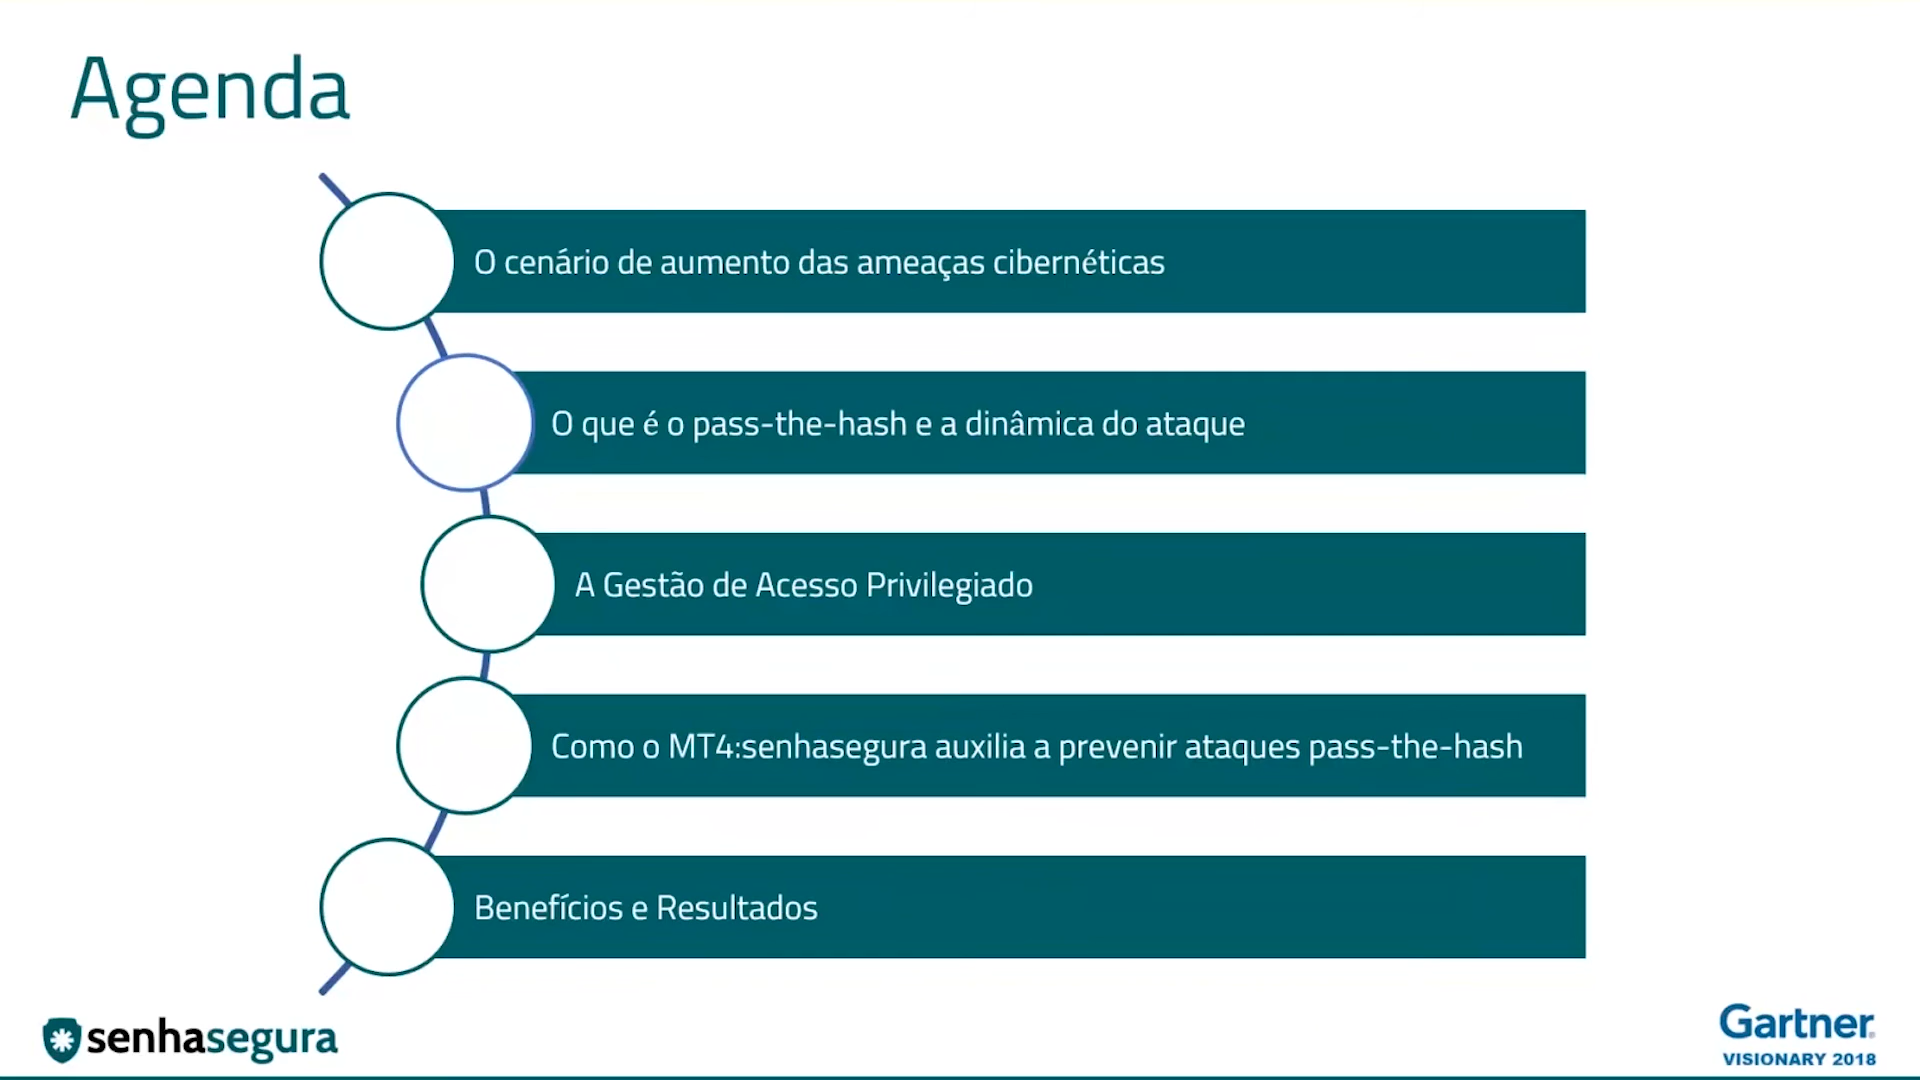 Agenda
O cenário de aumento das ameaças cibernéticas
O que é o pass-the-hash e a dinâmica do ataque
A Gestão de Acesso Privilegiado
Como o MT4:senhasegura auxilia a prevenir ataques pass-the-hash
Benefícios e Resultados
senhasegura
Gartner
VISIONARY 2018